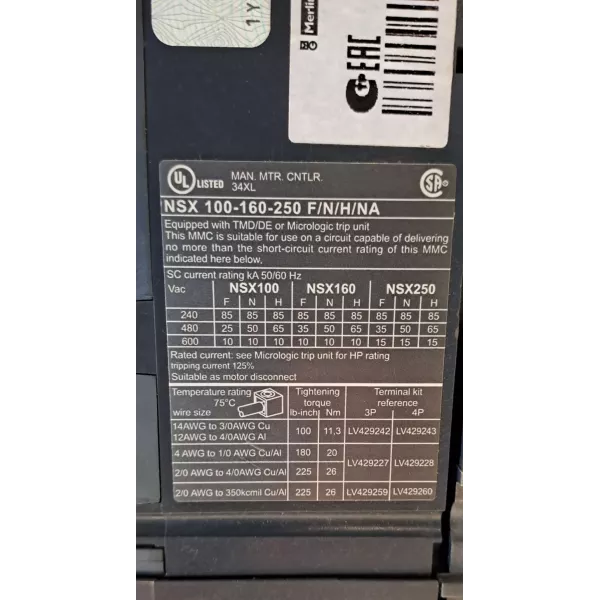 1 Y
Merlin
EAC
UL LISTED MAN. MTR. CNTLR.
34XL
SA
NSX 100-160-250 F/N/H/NA
Equipped with TMD/DE or Micrologic trip unit
This MMC is suitable for use on a circuit capable of delivering
no more than the short-circuit current rating of this MMC
indicated here below,
SC current rating kA 50/60 Hz
Vac NSX100 NSX160 NSX250
F N H F N H F N H
240 85 85 85 85 85 85 85 85 85
480 25 50 65 35 50 65 35 50 65
600 10 10 10 10 10 10 15 15 15
Rated current: see Micrologic trip unit for HP rating
tripping current 125%
Suitable as motor disconnect
Temperature rating Tightening Terminal kit
75°C torque reference
wire size lb-inch Nm 3P 4P
14AWG to 3/0AWG Cu
12AWG to 4/0AWG Al 100 11,3 LV429242 LV429243
4 AWG to 1/0 AWG Cu/Al 180 20
LV429227 LV429228
2/0 AWG to 4/0AWG Cu/Al 225 26
2/0 AWG to 350kcmil Cu/Al 225 26 LV429259 LV429260